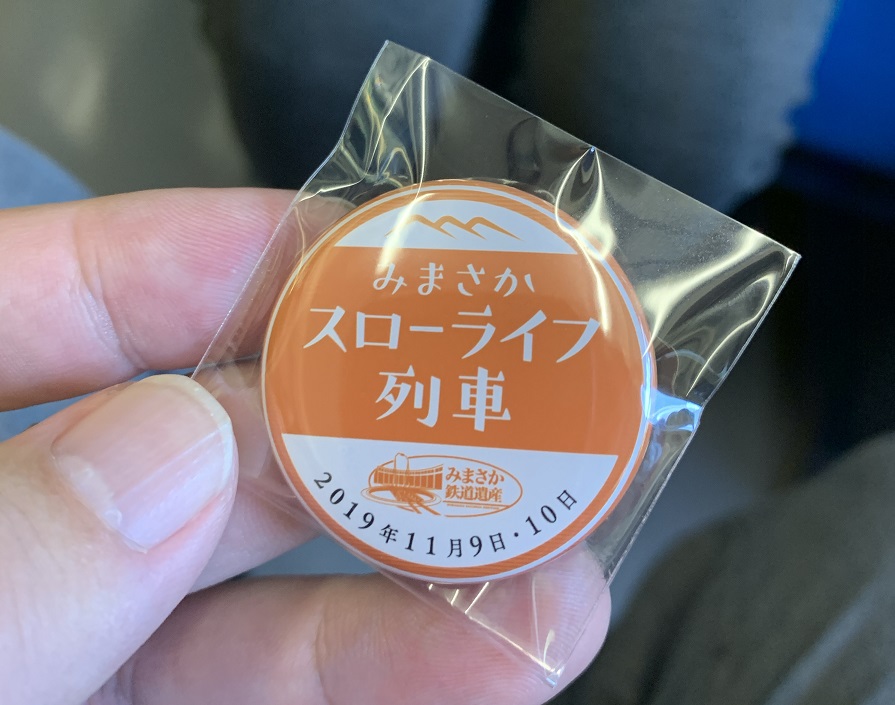 みまさか
スローライフ
列車
みまさか
鉄道遺産
2019年11月9日・10日